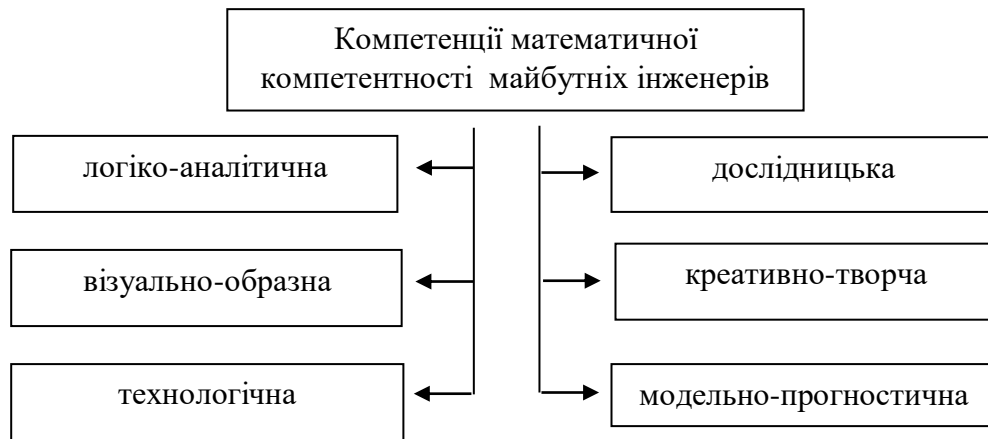 Компетенції математичної
компетентності майбутніх інженерів
логіко-аналітична
дослідницька
візуально-образна
креативно-творча
технологічна
модельно-прогностична